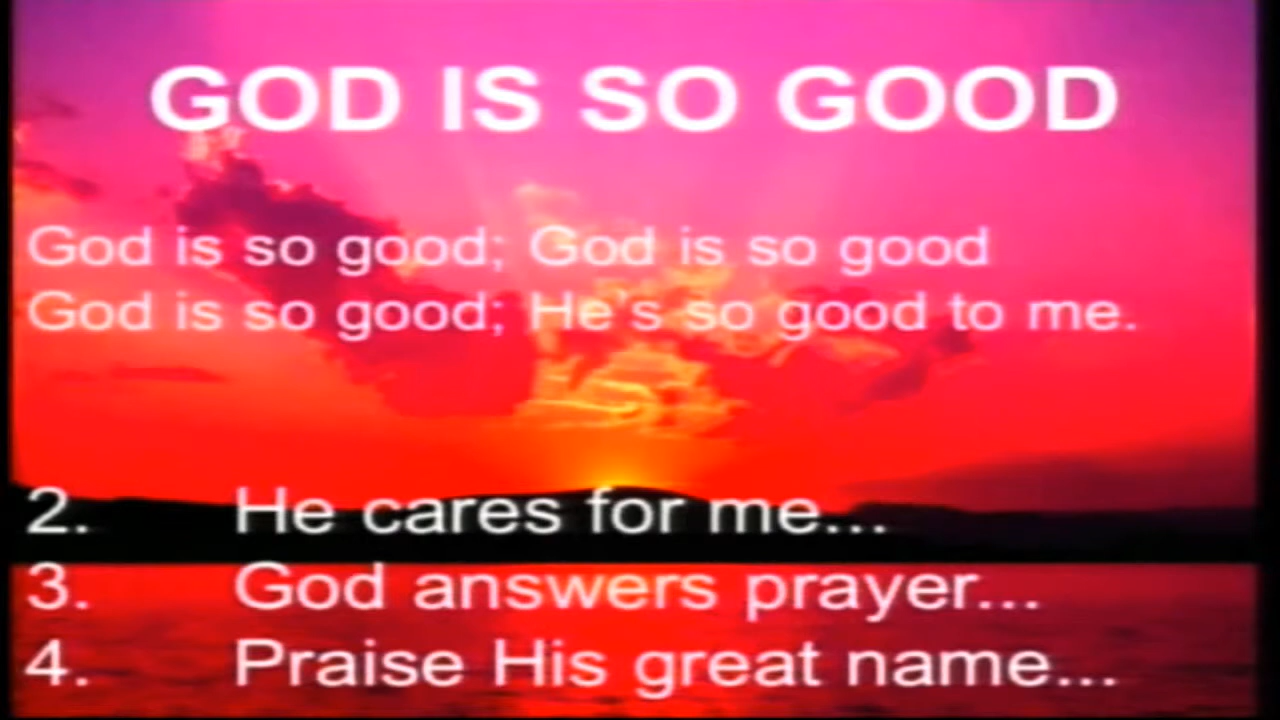 GOD IS SO GOOD
God is so good; God is so good
God is so good; He's so good to me.
2. He cares for me...
3. God answers prayer...
4. Praise His great name...